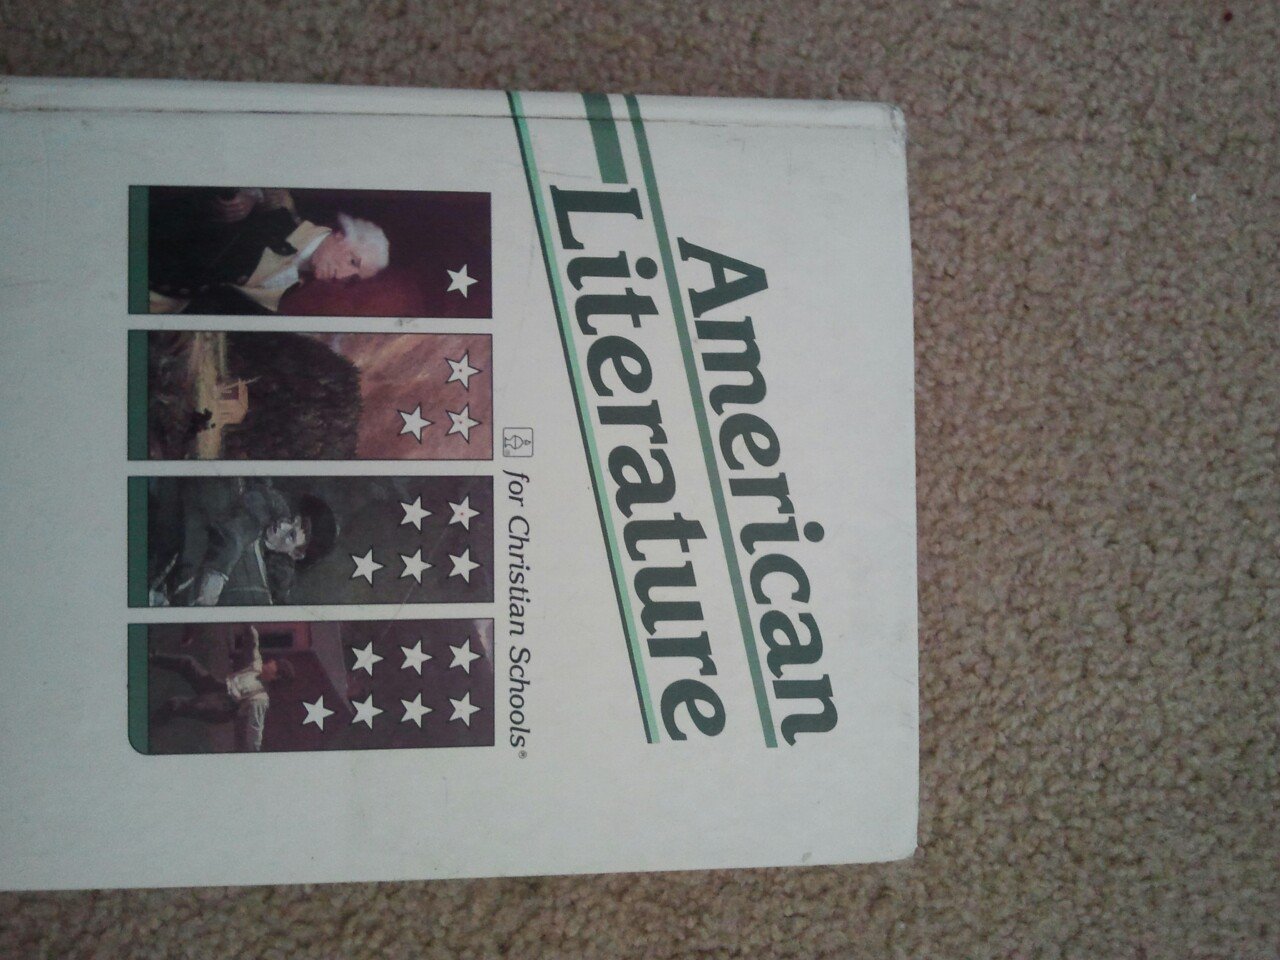 American
Literature
for Christian Schools®